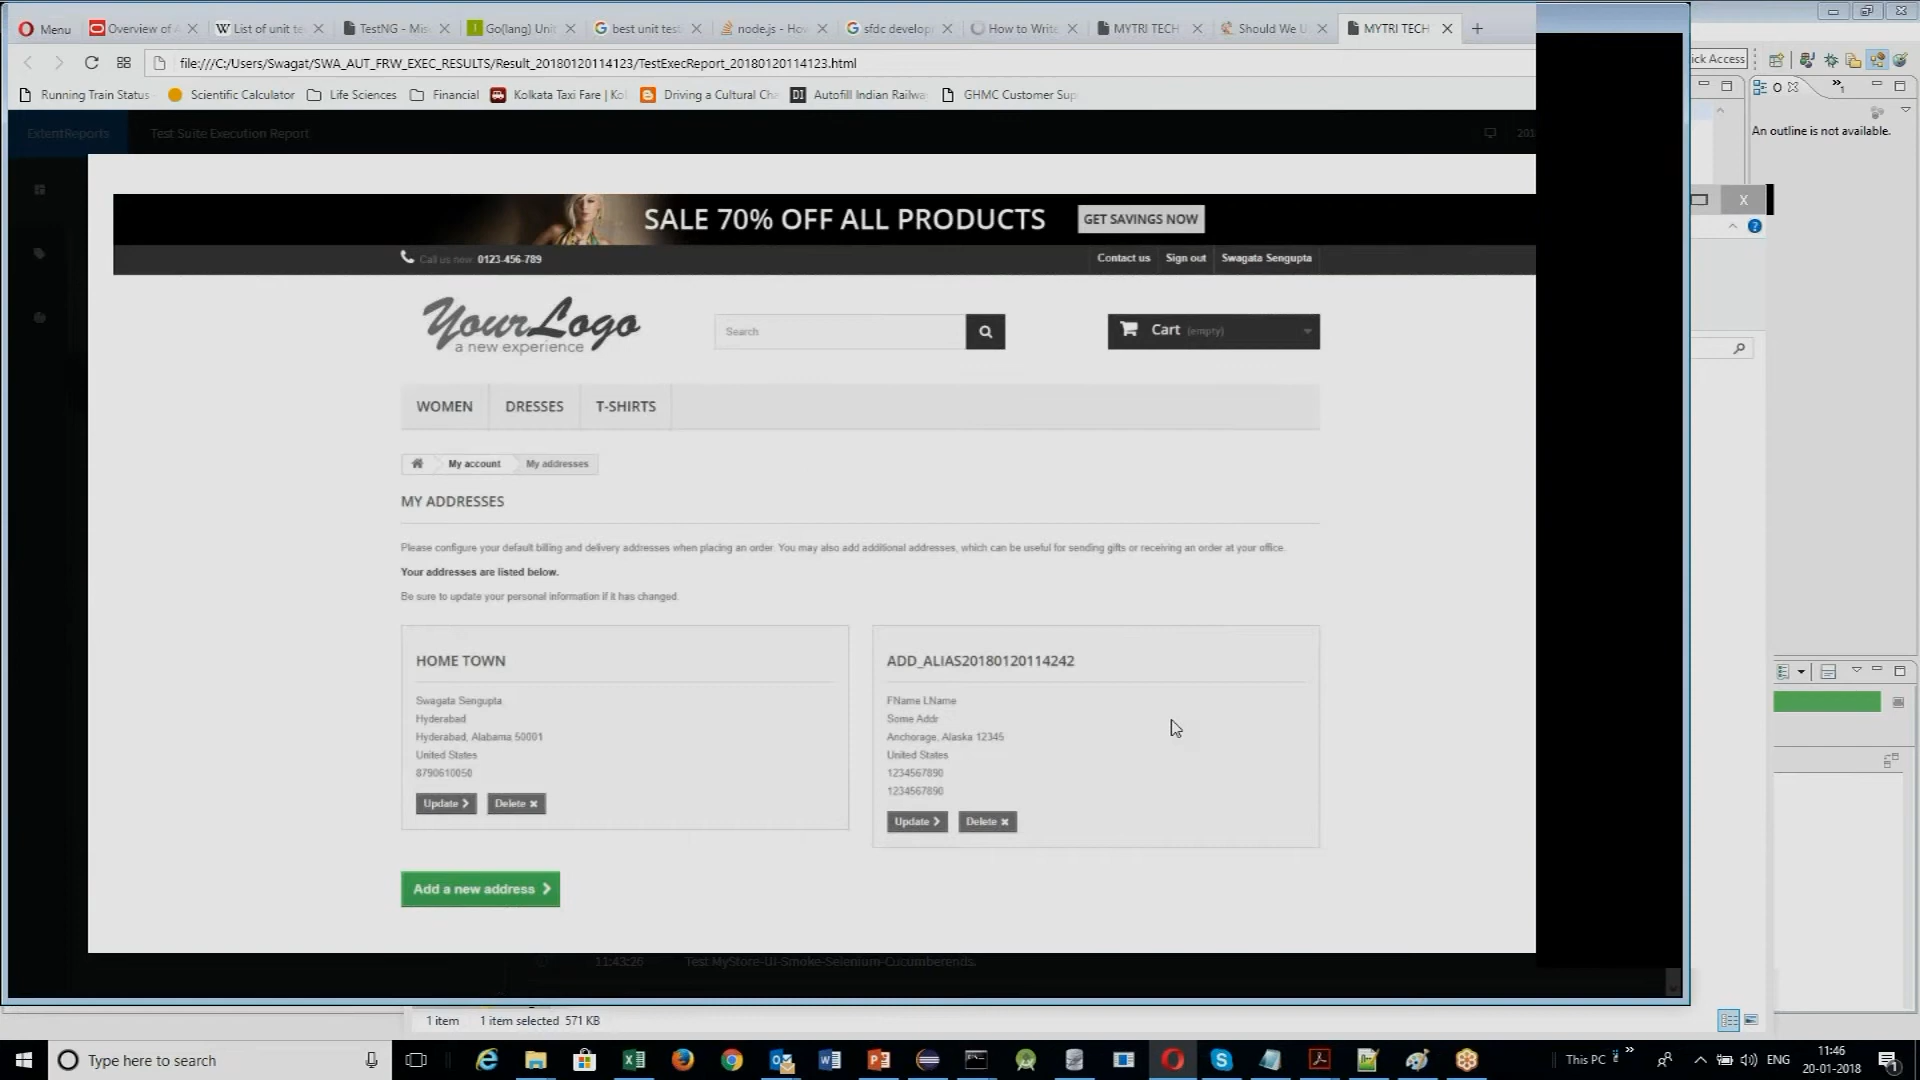 Menu
Overview of A
List of unit te
TestNG - Mis
Go(lang) Unit
best unit test
node.js - How
sfdc develop
How to Write
MYTRI TECH
Should We U
MYTRI TECH
file:///C:/Users/Swagat/SWA_AUT_FRW_EXEC_RESULTS/Result_20180120114123/TestExecReport_20180120114123.html
ick Access
Running Train Status
Scientific Calculator
Life Sciences
Financial
Kolkata Taxi Fare | Kol
Driving a Cultural Cha
Autofill Indian Railwa
GHMC Customer Sup
An outline is not available.
ExtentReports
Test Suite Execution Report
201
SALE 70% OFF ALL PRODUCTS
GET SAVINGS NOW
Call us now: 0123-456-789
Contact us
Sign out
Swagata Sengupta
YourLogo
a new experience
Search
Cart (empty)
WOMEN
DRESSES
T-SHIRTS
My account
My addresses
MY ADDRESSES
Please configure your default billing and delivery addresses when placing an order. You may also add additional addresses, which can be useful for sending gifts or receiving an order at your office.
Your addresses are listed below.
Be sure to update your personal information if it has changed.
HOME TOWN
Swagata Sengupta
Hyderabad
Hyderabad, Alabama 50001
United States
8790610050
Update
Delete
ADD_ALIAS20180120114242
FName LName
Some Addr
Anchorage, Alaska 12345
United States
1234567890
1234567890
Update
Delete
Add a new address
11:43:26
Test MyStore-UI-Smoke-Selenium-Cucumberends.
1 item
1 item selected 571 KB
Type here to search
This PC
ENG
11:46
20-01-2018